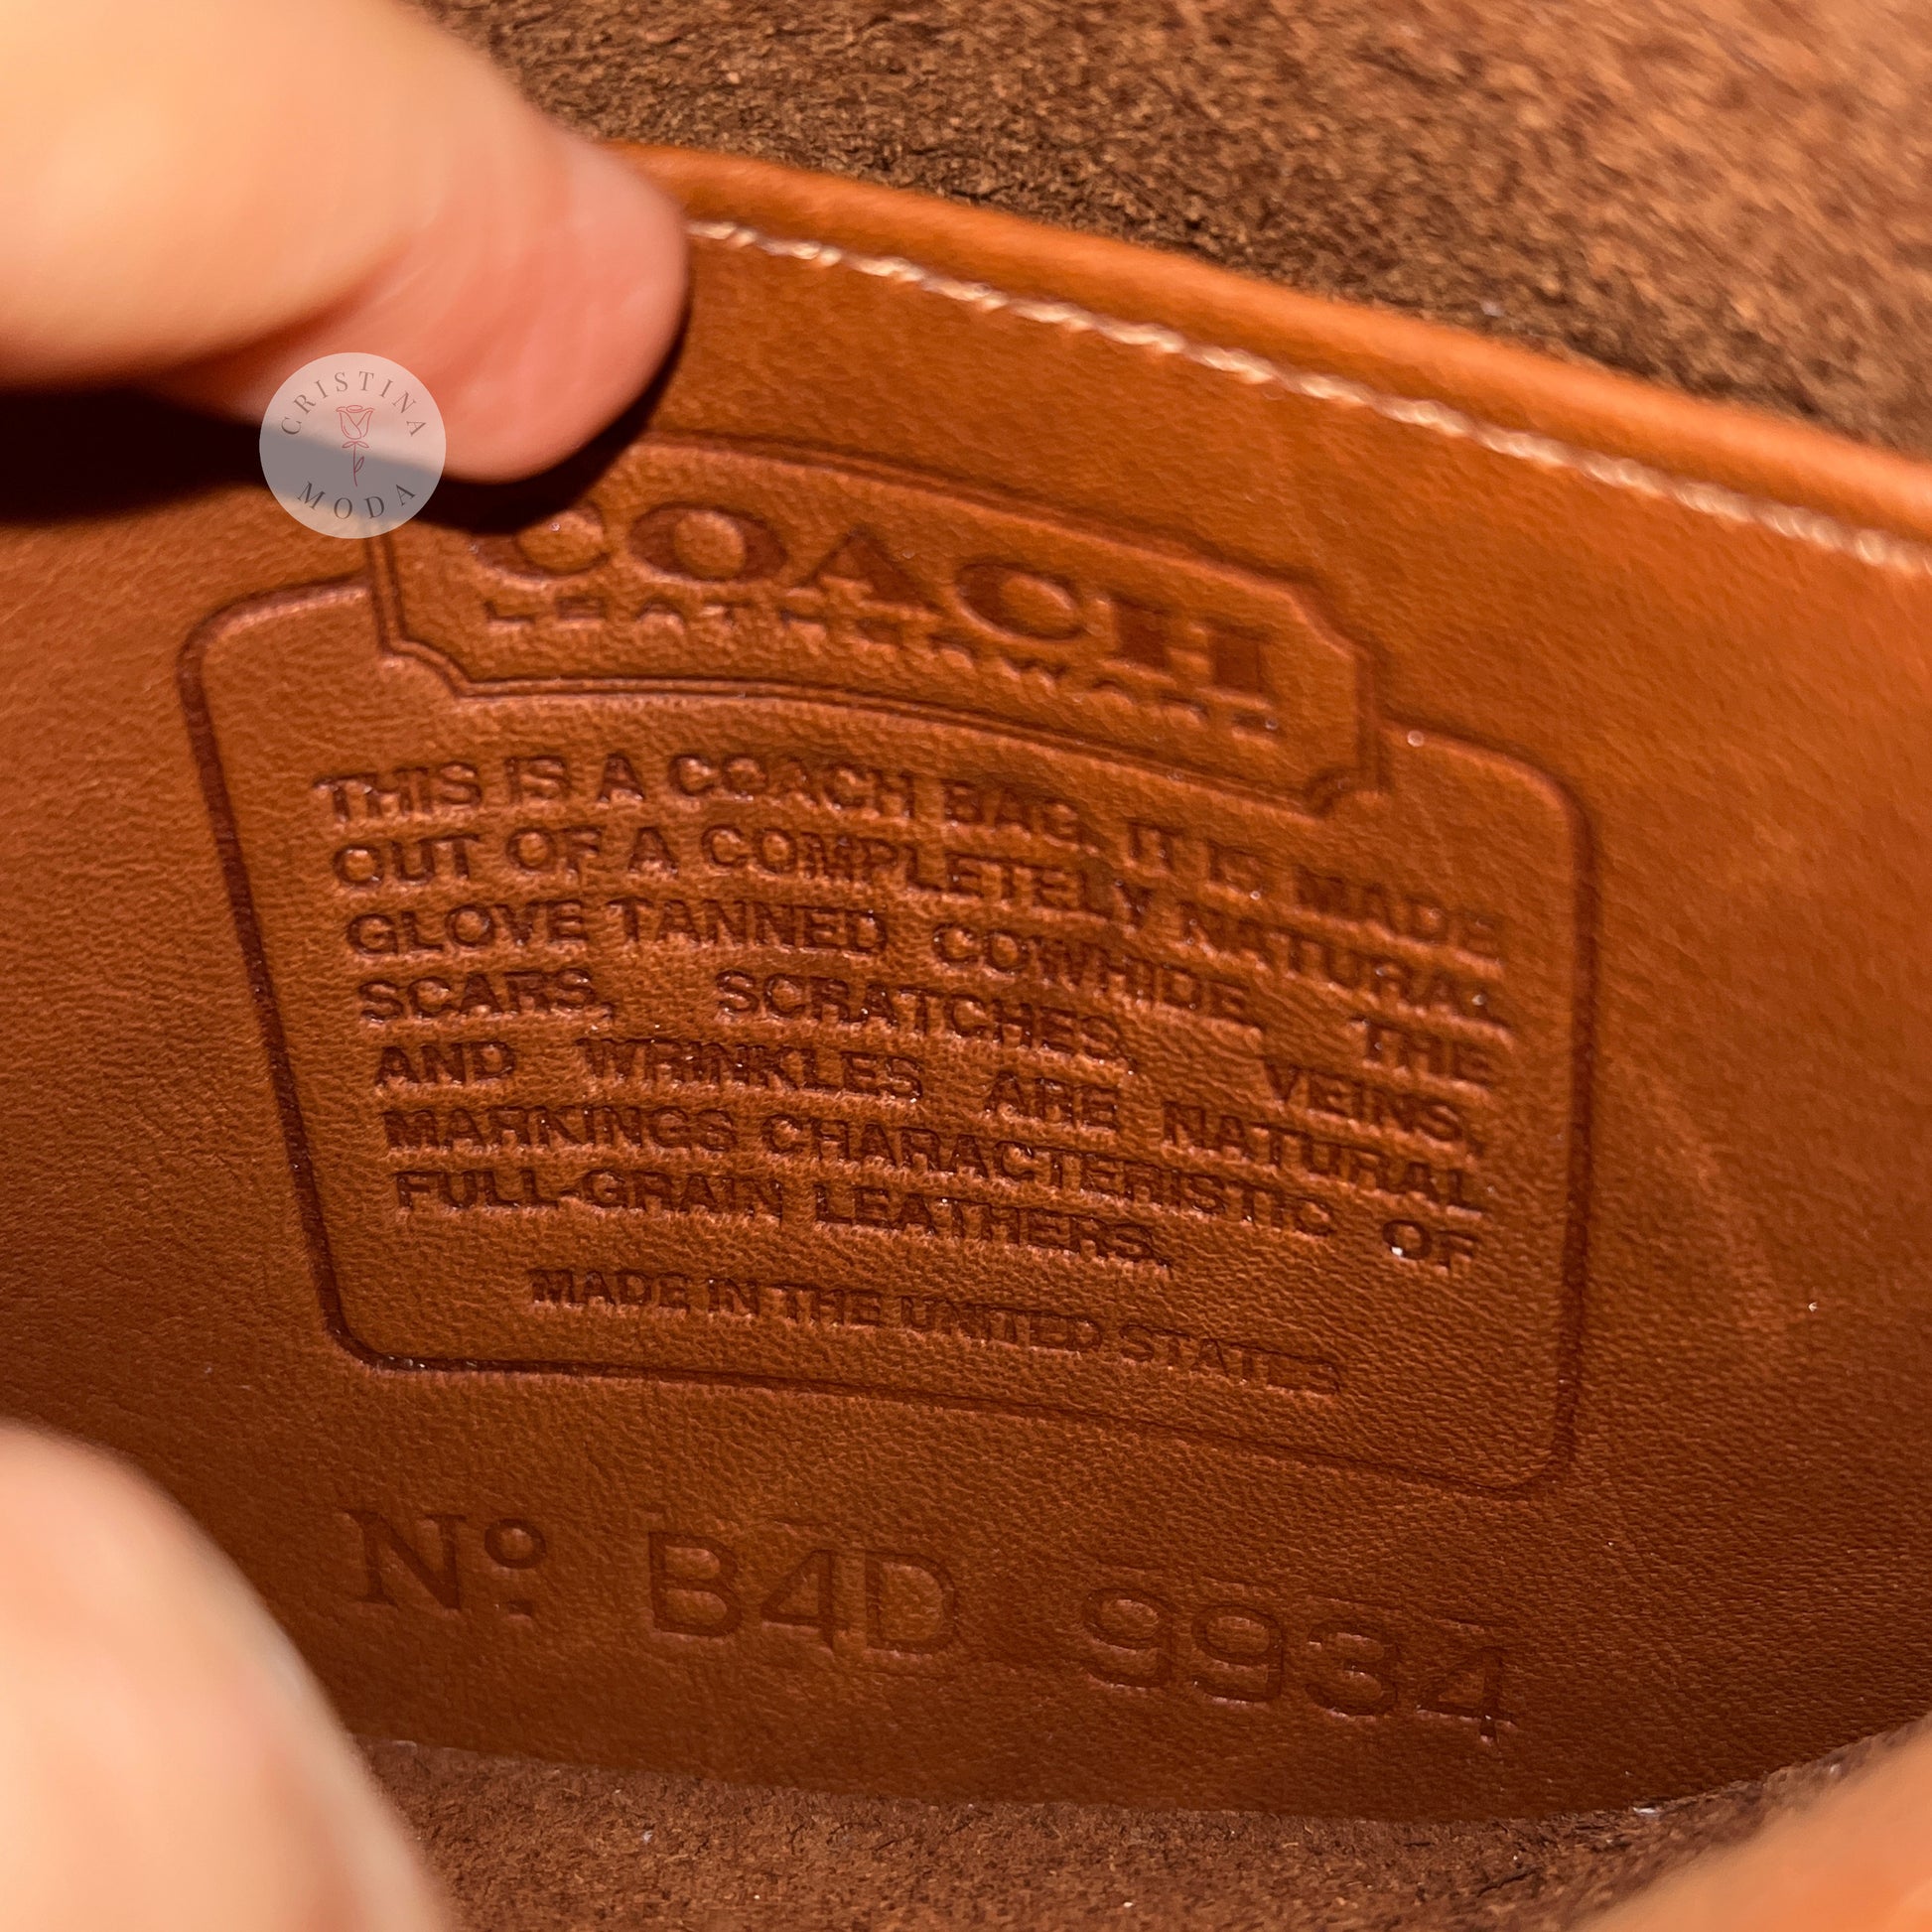 CRISTINA
MODA
COACH
LEATHERWARE
THIS IS A COACH BAG. IT IS MADE
OUT OF A COMPLETELY NATURAL
GLOVE TANNED COWHIDE, THE
SCARS, SCRATCHES, VEINS,
AND WRINKLES ARE NATURAL
MARKINGS CHARACTERISTIC OF
FULL-GRAIN LEATHERS.
MADE IN THE UNITED STATES
Nº B4D 9934